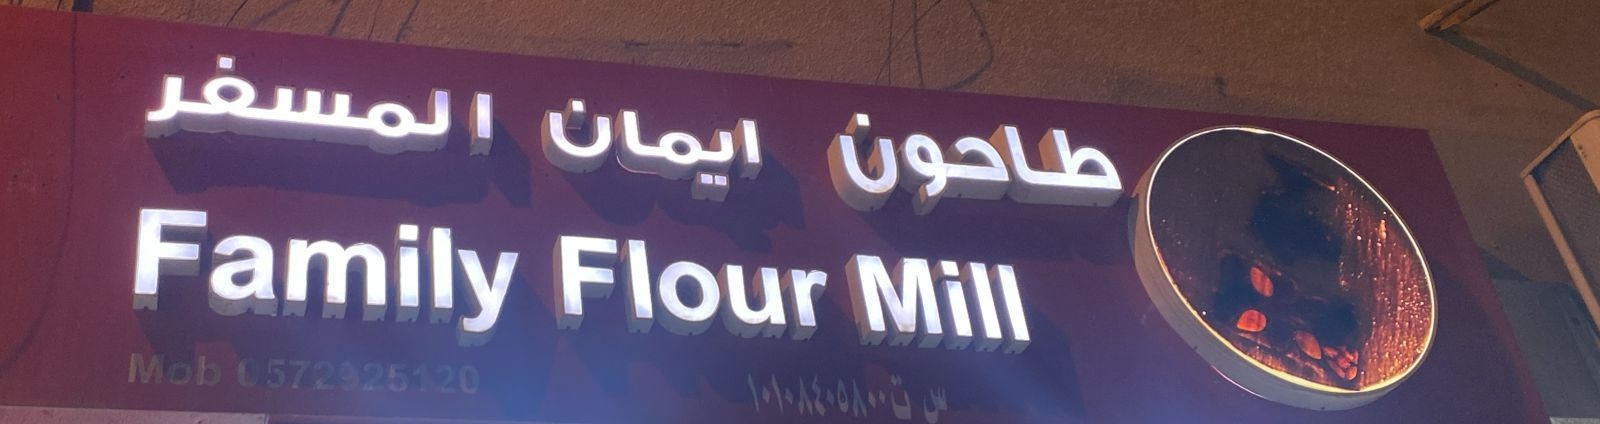 طاحون ايمان المسفر
Family Flour Mill
Mob 0572925120
س ت ١٠١٠٨٤٠٥٨٠٠